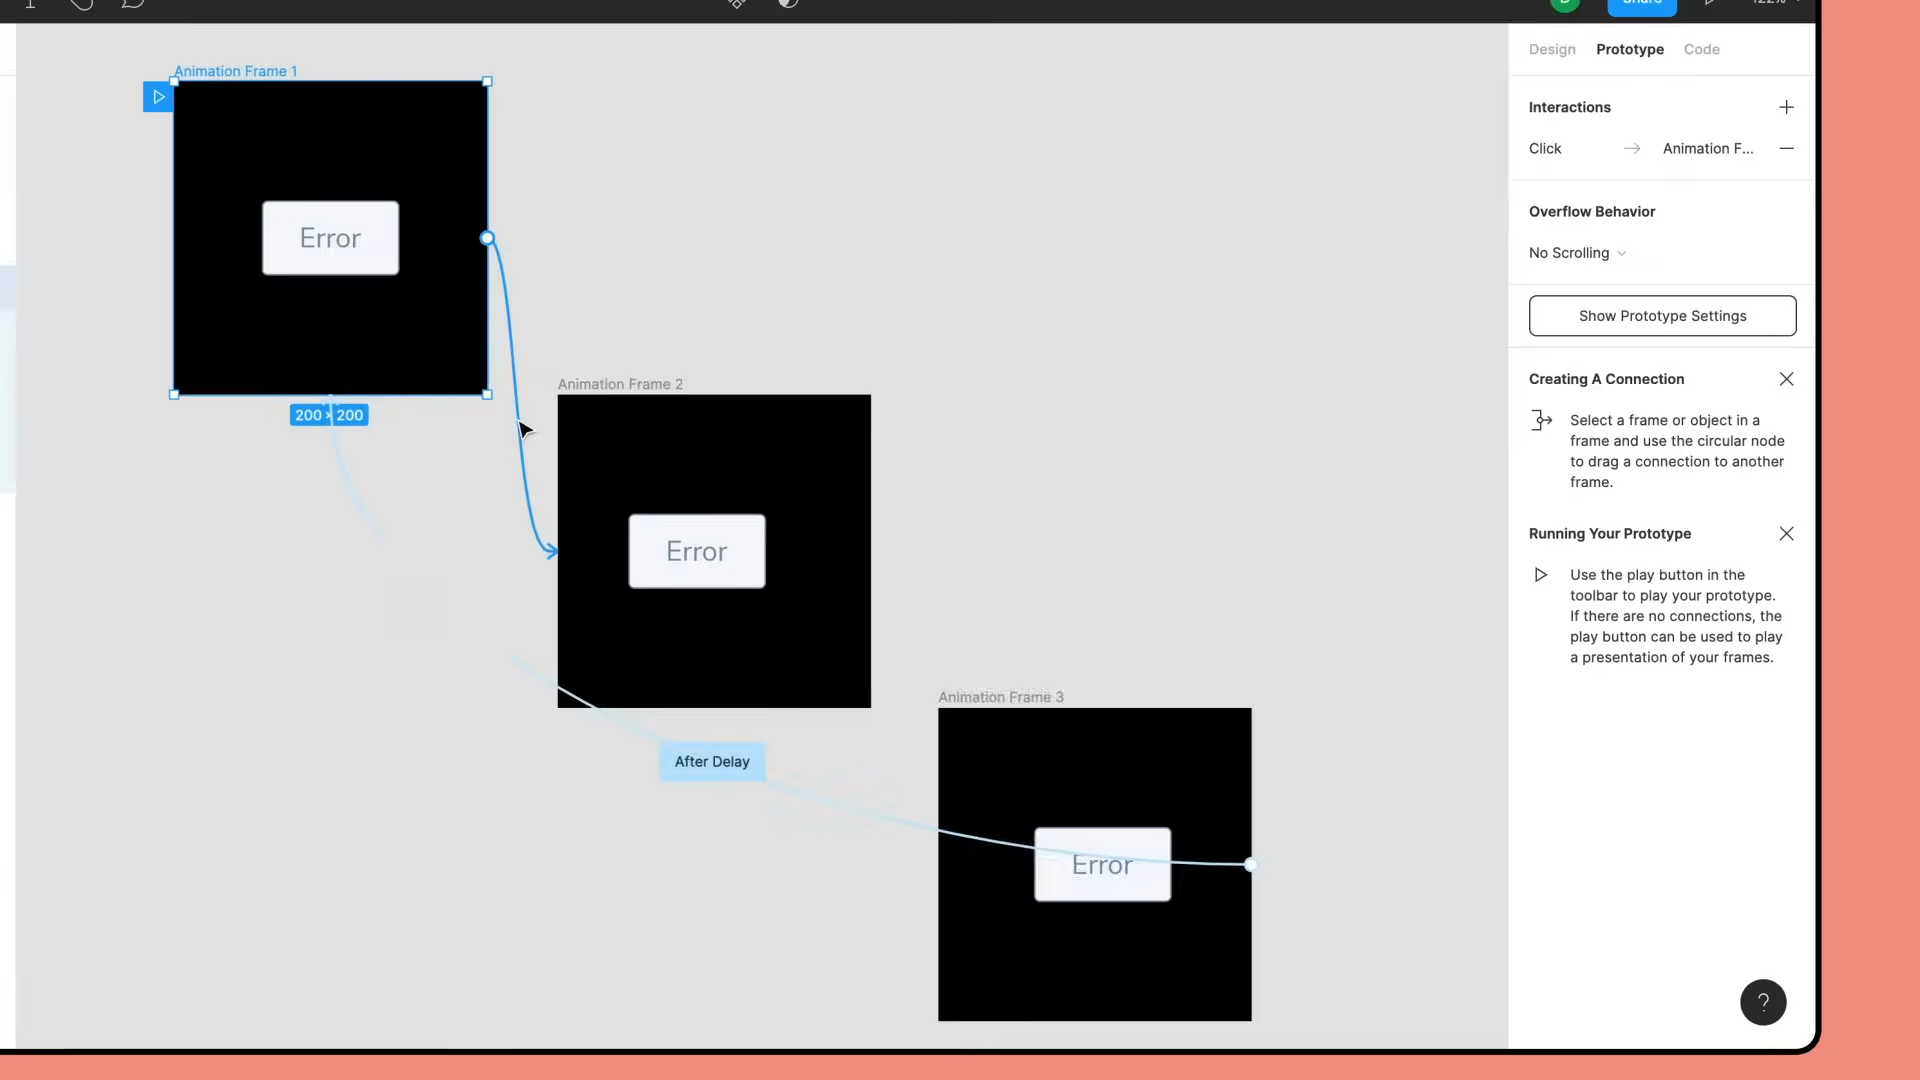 Share
122%
Animation Frame 1
Error
200 × 200
Animation Frame 2
Error
After Delay
Animation Frame 3
Error
Design
Prototype
Code
Interactions
Click
Animation F...
Overflow Behavior
No Scrolling
Show Prototype Settings
Creating A Connection
Select a frame or object in a
frame and use the circular node
to drag a connection to another
frame.
Running Your Prototype
Use the play button in the
toolbar to play your prototype.
If there are no connections, the
play button can be used to play
a presentation of your frames.
?